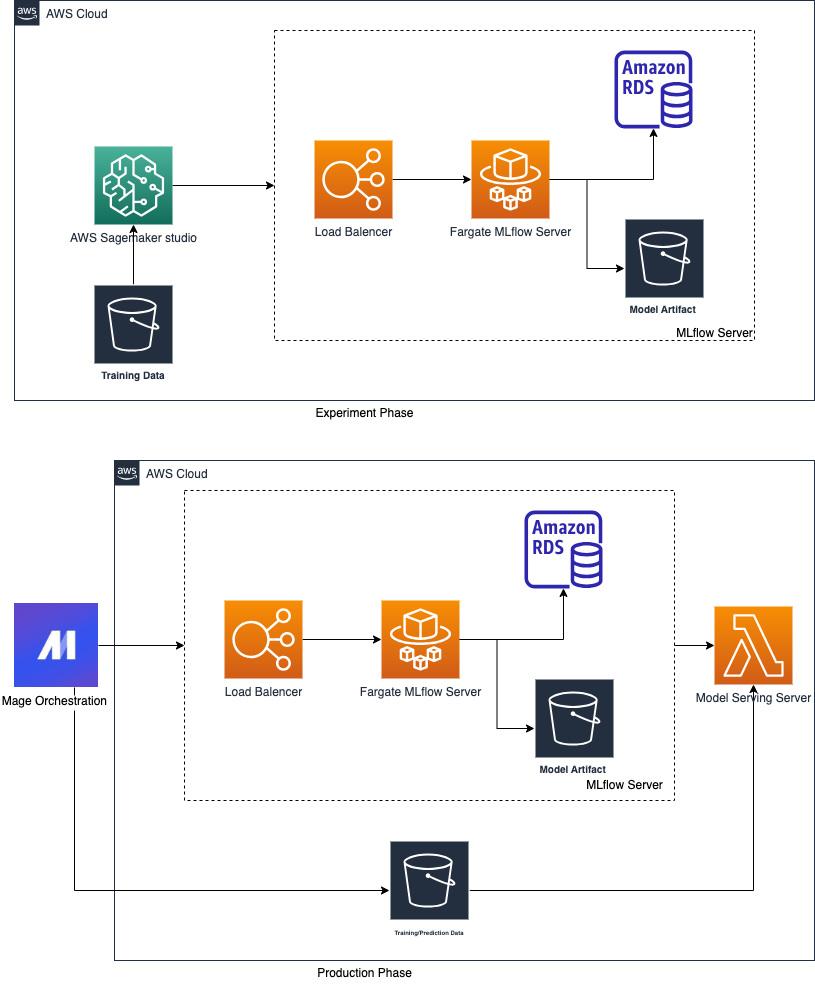 aws
AWS Cloud
Amazon
RDS
AWS Sagemaker studio
Load Balencer
Fargate MLflow Server
Model Artifact
MLflow Server
Training Data
Experiment Phase
aws
AWS Cloud
Amazon
RDS
Mage Orchestration
Load Balencer
Fargate MLflow Server
Model Serving Server
Model Artifact
MLflow Server
Training/Prediction Data
Production Phase